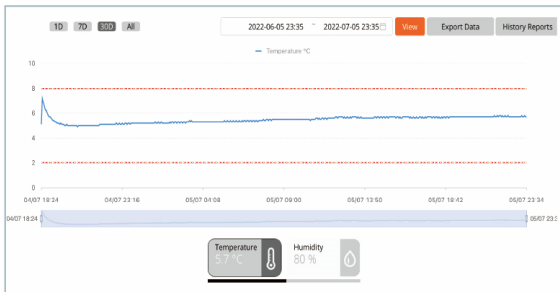 1D 7D 30D All 2022-06-05 23:35 ~ 2022-07-05 23:35 View Export Data History Reports
Temperature °C
10
8
6
4
2
0
04/07 18:24 04/07 23:16 05/07 04:08 05/07 09:00 05/07 13:50 05/07 18:42 05/07 23:34
04/07 18:24 05/07 23:3
Temperature Humidity
5.7 °C 80 %